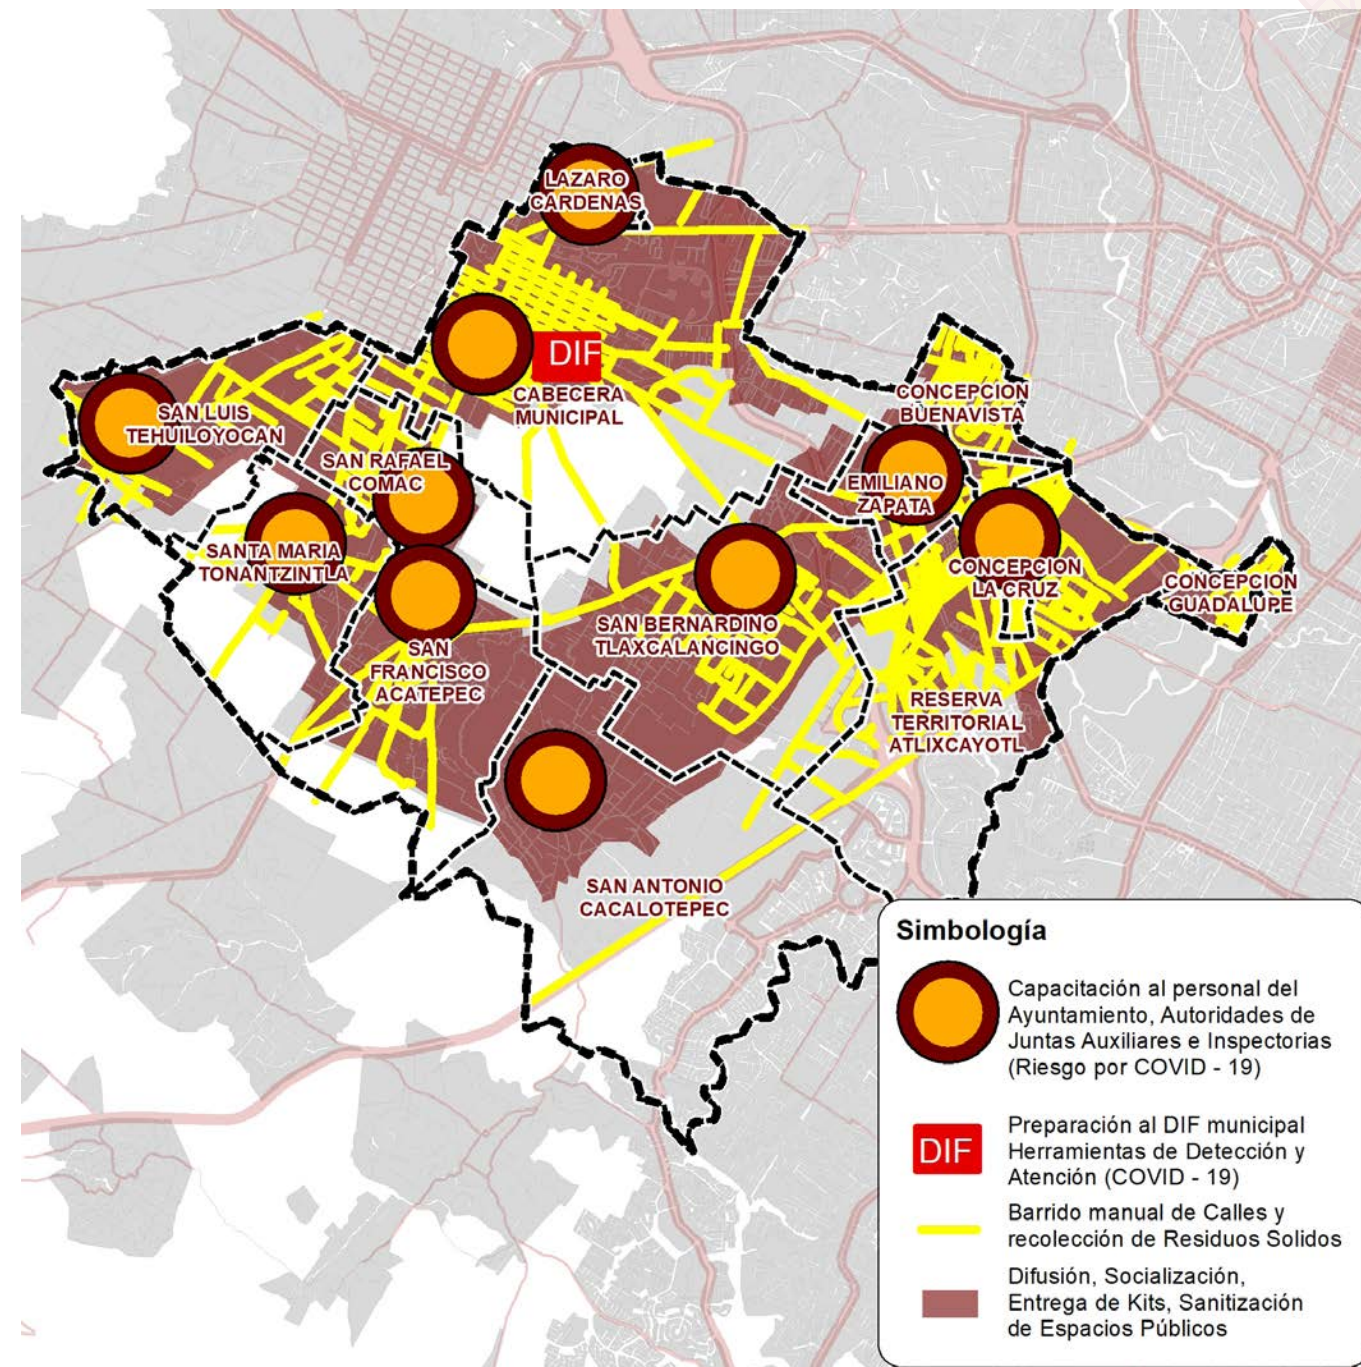 LAZARO
CARDENAS
DIF
CABECERA
MUNICIPAL
CONCEPCION
BUENAVISTA
SAN LUIS
TEHUILOYOCAN
SAN RAFAEL
COMAC
EMILIANO
ZAPATA
SANTA MARIA
TONANTZINTLA
CONCEPCION
LA CRUZ
CONCEPCION
GUADALUPE
SAN BERNARDINO
TLAXCALANCINGO
SAN
FRANCISCO
ACATEPEC
RESERVA
TERRITORIAL
ATLIXCAYOTL
SAN ANTONIO
CACALOTEPEC
Simbología
Capacitación al personal del
Ayuntamiento, Autoridades de
Juntas Auxiliares e Inspectorias
(Riesgo por COVID - 19)
DIF
Preparación al DIF municipal
Herramientas de Detección y
Atención (COVID - 19)
Barrido manual de Calles y
recolección de Residuos Solidos
Difusión, Socialización,
Entrega de Kits, Sanitización
de Espacios Públicos